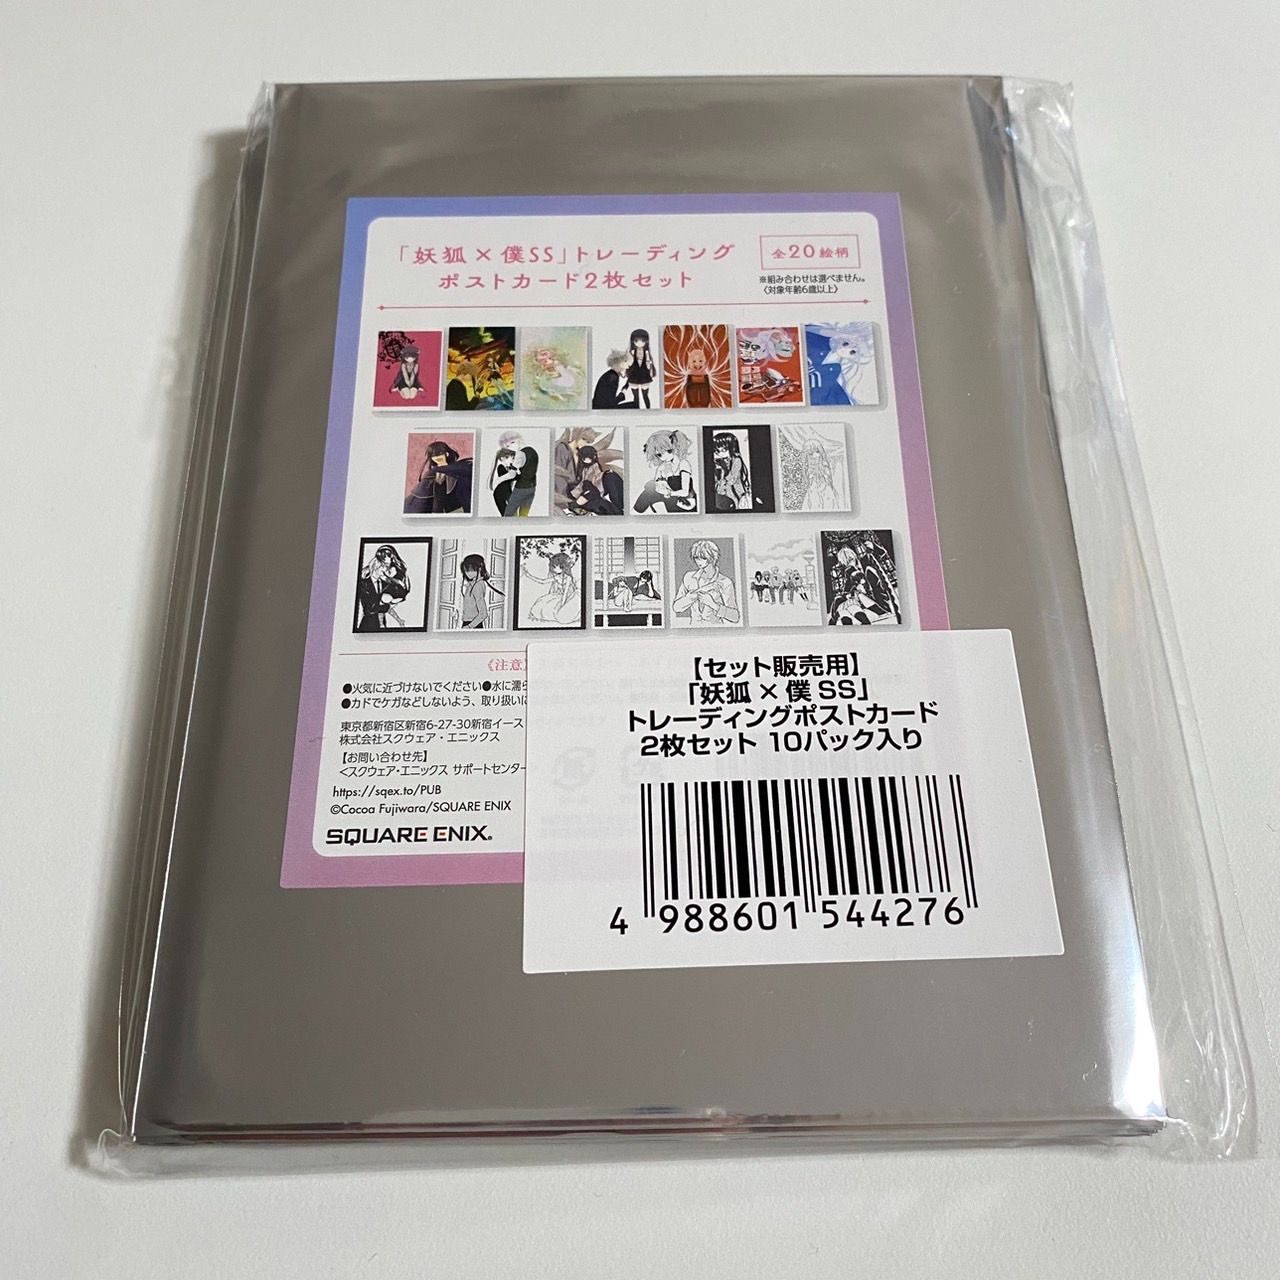 「妖狐×僕SS」トレーディング
ポストカード2枚セット
全20絵柄
※組み合わせは選べません。
〈対象年齢6歳以上〉
《注意》
●火気に近づけないでください●水に濡ら
●カドでケガなどしないよう、取り扱いに
東京都新宿区新宿6-27-30新宿イース
株式会社スクウェア・エニックス
【お問い合わせ先】
<スクウェア・エニックス サポートセンター
https://sqex.to/PUB
©Cocoa Fujiwara/SQUARE ENIX
SQUARE ENIX®
【セット販売用】
「妖狐×僕 SS」
トレーディングポストカード
2枚セット 10パック入り
4 988601 544276